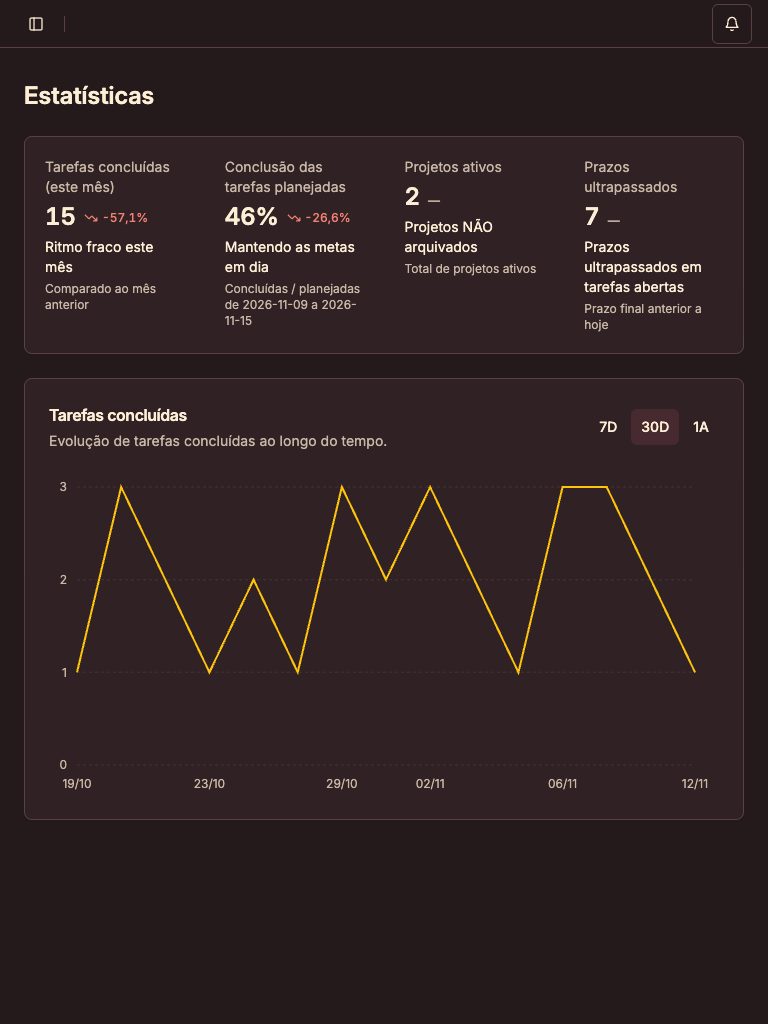 Estatísticas
Tarefas concluídas
(este mês)
15 -57,1%
Ritmo fraco este
mês
Comparado ao mês
anterior
Conclusão das
tarefas planejadas
46% -26,6%
Mantendo as metas
em dia
Concluídas / planejadas
de 2026-11-09 a 2026-
11-15
Projetos ativos
2 —
Projetos NÃO
arquivados
Total de projetos ativos
Prazos
ultrapassados
7 —
Prazos
ultrapassados em
tarefas abertas
Prazo final anterior a
hoje
Tarefas concluídas
Evolução de tarefas concluídas ao longo do tempo.
7D 30D 1A
3
2
1
0
19/10 23/10 29/10 02/11 06/11 12/11